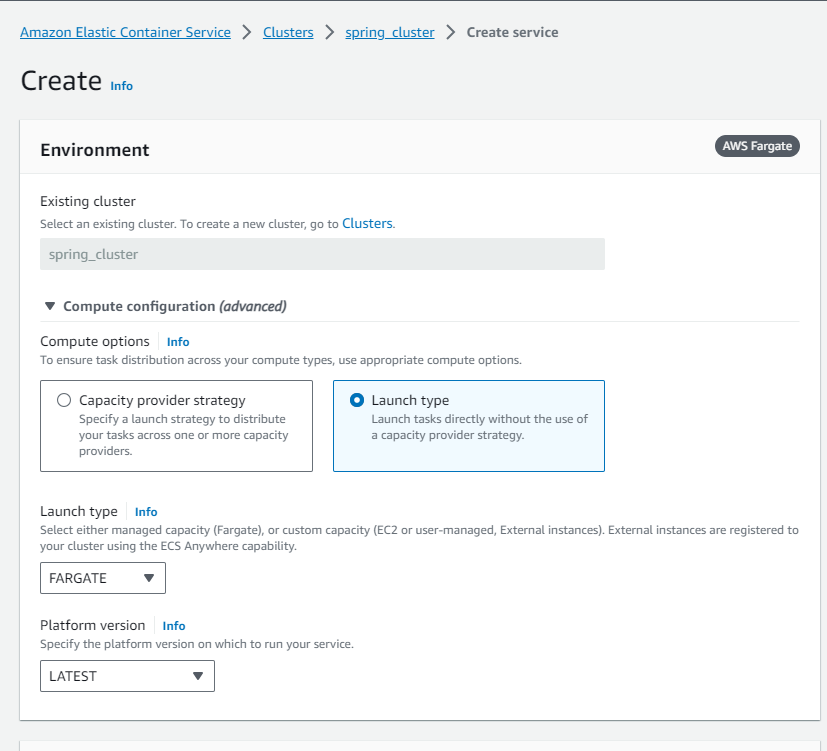 Amazon Elastic Container Service > Clusters > spring_cluster > Create service
Create Info
Environment
AWS Fargate
Existing cluster
Select an existing cluster. To create a new cluster, go to Clusters.
spring_cluster
Compute configuration (advanced)
Compute options Info
To ensure task distribution across your compute types, use appropriate compute options.
Capacity provider strategy
Specify a launch strategy to distribute
your tasks across one or more capacity
providers.
Launch type
Launch tasks directly without the use of
a capacity provider strategy.
Launch type Info
Select either managed capacity (Fargate), or custom capacity (EC2 or user-managed, External instances). External instances are registered to
your cluster using the ECS Anywhere capability.
FARGATE
Platform version Info
Specify the platform version on which to run your service.
LATEST